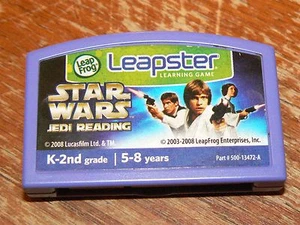 Leap
Frog
Leapster
LEARNING GAME
STAR
WARS
JEDI READING
© 2008 Lucasfilm Ltd. & TM.
© 2003-2008 LeapFrog Enterprises, Inc.
K-2nd grade | 5-8 years
Part # 500-13472-A